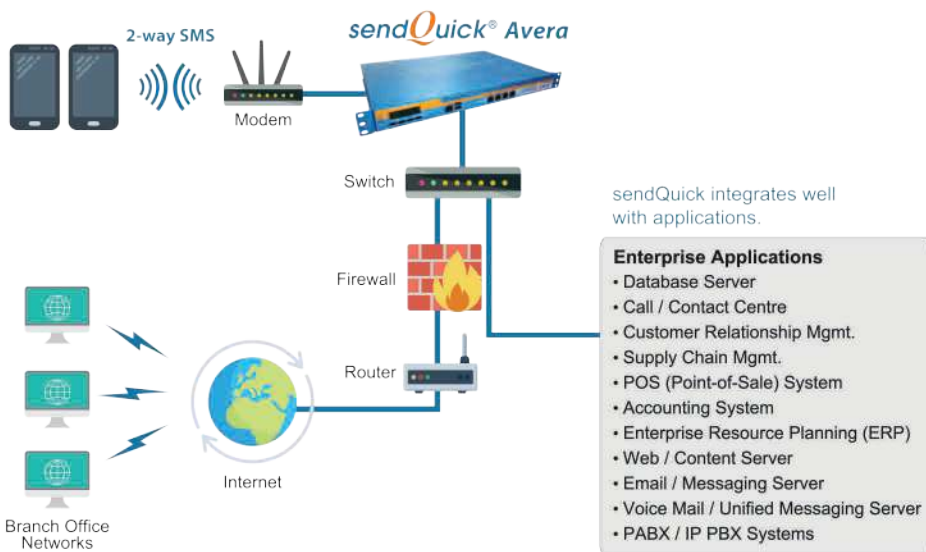 sendQuick® Avera
2-way SMS
Modem
Switch
sendQuick integrates well
with applications.
Firewall
Enterprise Applications
• Database Server
• Call / Contact Centre
• Customer Relationship Mgmt.
• Supply Chain Mgmt.
• POS (Point-of-Sale) System
• Accounting System
• Enterprise Resource Planning (ERP)
• Web / Content Server
• Email / Messaging Server
• Voice Mail / Unified Messaging Server
• PABX / IP PBX Systems
Router
Internet
Branch Office
Networks